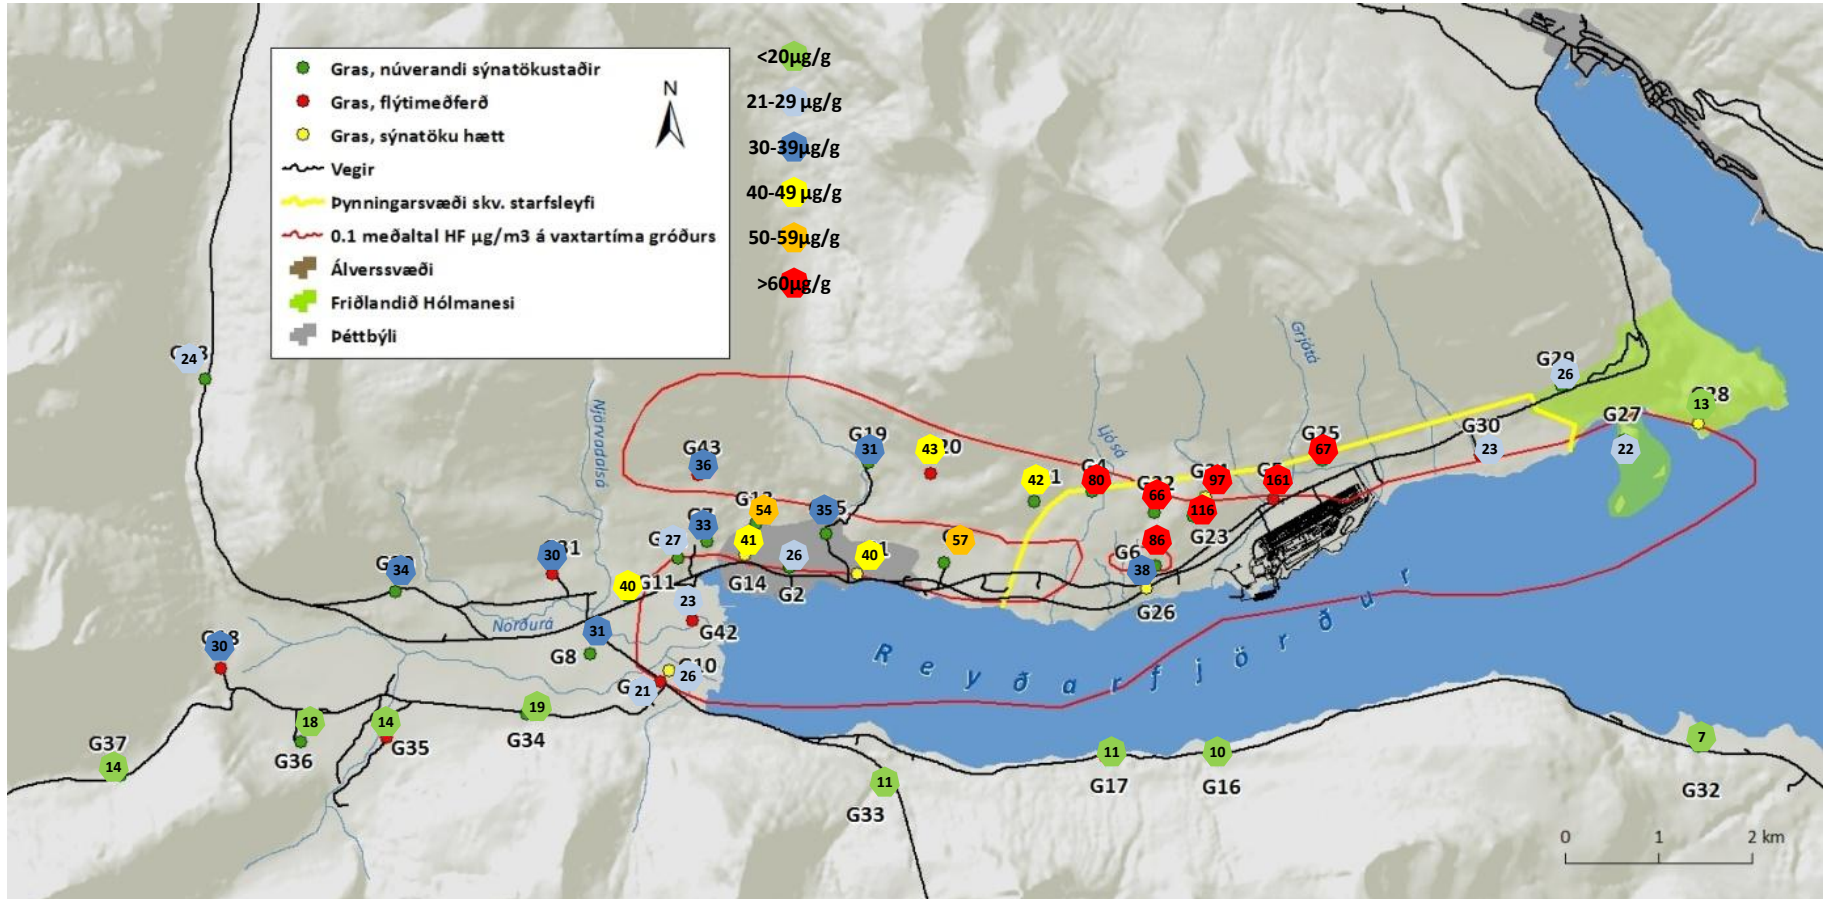 Gras, núverandi sýnatökustaðir
Gras, flýtimeðferð
Gras, sýnatöku hætt
Vegir
Þynningarsvæði skv. starfsleyfi
0.1 meðaltal HF µg/m3 á vaxtartíma gróðurs
Álverssvæði
Friðlandið Hólmanesi
Þéttbýli
N
<20µg/g
21-29 µg/g
30-39µg/g
40-49 µg/g
50-59µg/g
>60µg/g
24
Njörvadalsá
Ljósá
Grjótá
G29
26
13
G27
22
G30
23
G25
67
G19
31
43
G43
36
42
G4
80
66
97
G5
161
116
G23
54
35
33
27
41
26
40
57
G6
86
38
G26
30
34
40
G11
G14
G2
23
G42
Norðurá
31
G8
30
G10
26
21
Reyðarfjörður
19
G34
18
G36
14
G35
G37
14
11
G33
11
G17
10
G16
7
G32
0 1 2 km